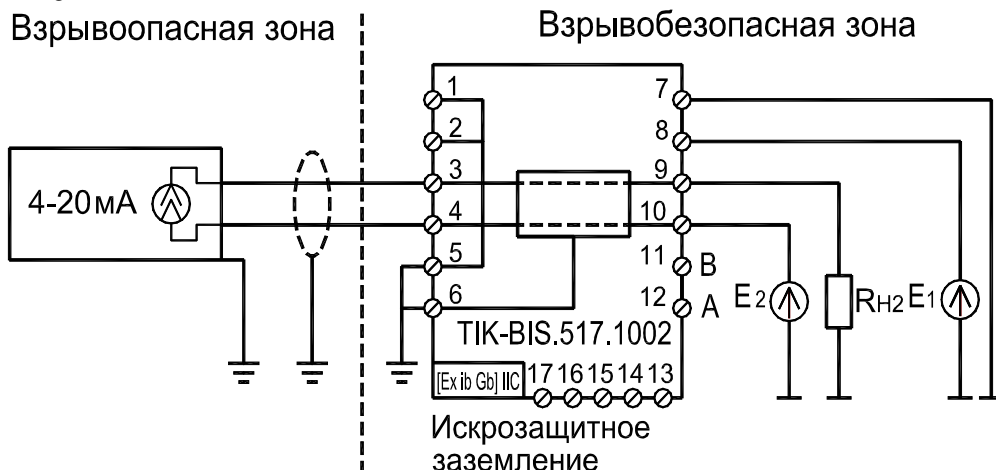 Взрывоопасная зона
Взрывобезопасная зона
1
7
2
8
3
9
4-20мА
4
10
5
11 B
6
12 A
E2
RН2
E1
TIK-BIS.517.1002
[Ex ib Gb] IIC
17 16 15 14 13
Искрозащитное
заземление